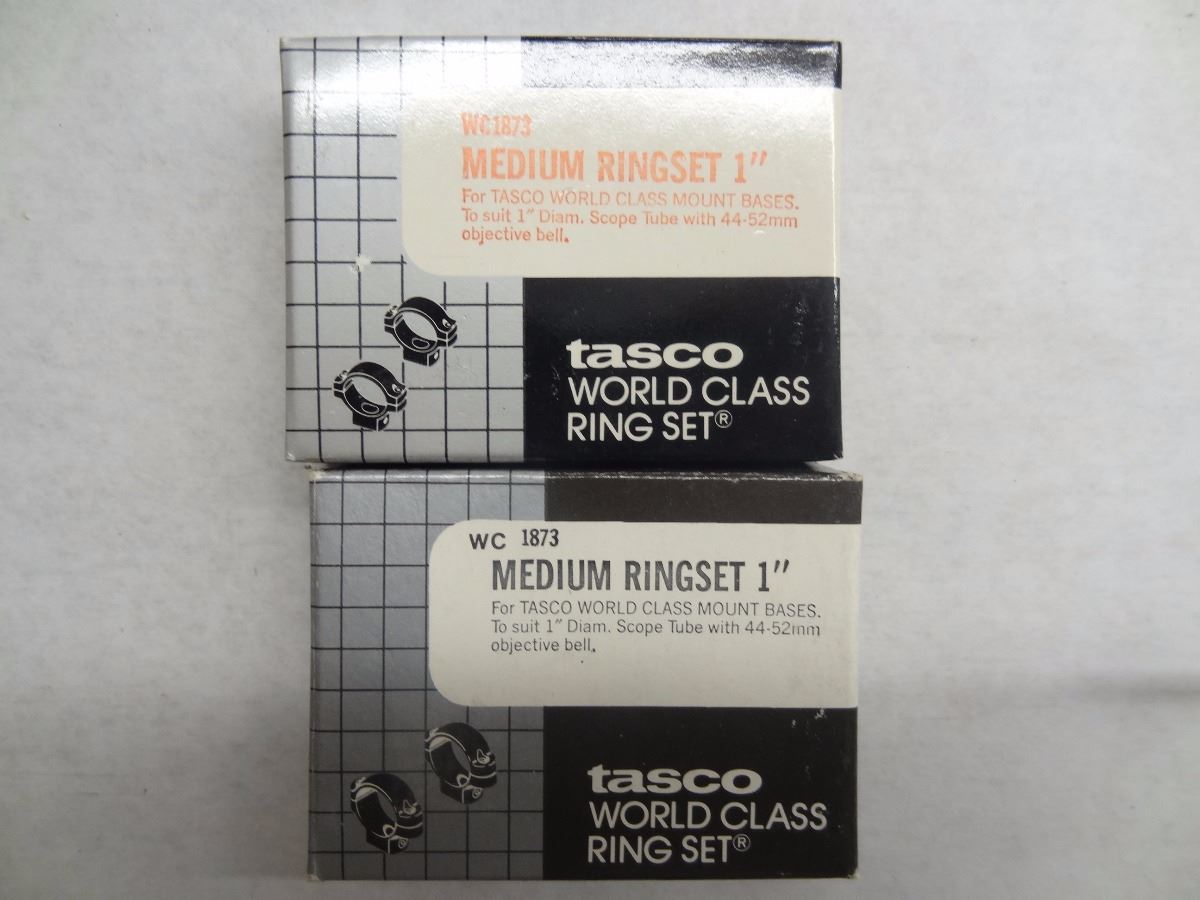 WC1873
MEDIUM RINGSET 1"
For TASCO WORLD CLASS MOUNT BASES.
To suit 1" Diam. Scope Tube with 44-52mm
objective bell.
tasco
WORLD CLASS
RING SET®
WC 1873
MEDIUM RINGSET 1"
For TASCO WORLD CLASS MOUNT BASES.
To suit 1" Diam. Scope Tube with 44-52mm
objective bell.
tasco
WORLD CLASS
RING SET®